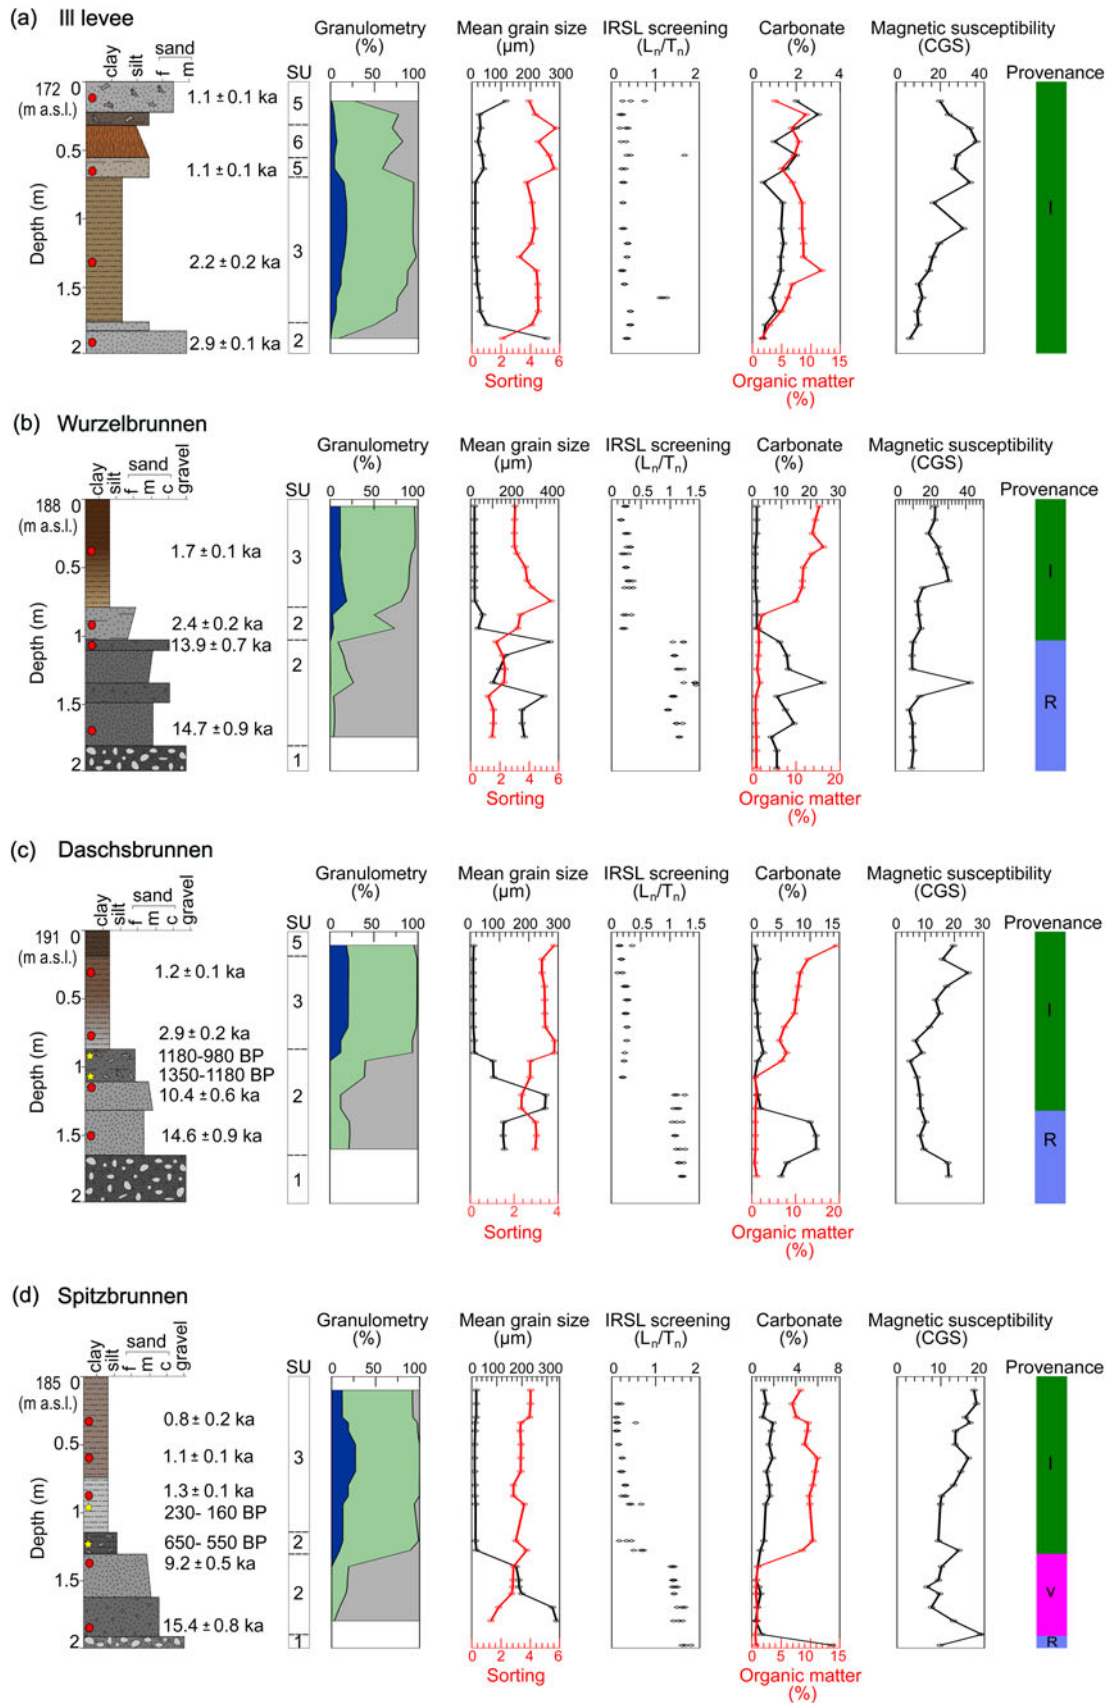 (a) Ill levee
Granulometry (%)
Mean grain size (µm)
IRSL screening (Ln/Tn)
Carbonate (%)
Magnetic susceptibility (CGS)
clay silt sand f m
SU
0 50 100
0 100 200 300
0 1 2
0 2 4
0 20 40
Provenance
172 0
(m a.s.l.)
0.5
1
1.5
2
Depth (m)
1.1 ± 0.1 ka
1.1 ± 0.1 ka
2.2 ± 0.2 ka
2.9 ± 0.1 ka
5
6
5
3
2
I
0 2 4 6
Sorting
0 5 10 15
Organic matter (%)
(b) Wurzelbrunnen
Granulometry (%)
Mean grain size (µm)
IRSL screening (Ln/Tn)
Carbonate (%)
Magnetic susceptibility (CGS)
clay silt sand f m c gravel
SU
0 50 100
0 200 400
0 0.5 1 1.5
0 10 20 30
0 20 40
Provenance
188 0
(m a.s.l.)
0.5
1
1.5
2
Depth (m)
1.7 ± 0.1 ka
2.4 ± 0.2 ka
13.9 ± 0.7 ka
14.7 ± 0.9 ka
3
2
2
1
I
R
0 2 4 6
Sorting
0 10 20
Organic matter (%)
(c) Daschsbrunnen
Granulometry (%)
Mean grain size (µm)
IRSL screening (Ln/Tn)
Carbonate (%)
Magnetic susceptibility (CGS)
clay silt sand f m c gravel
SU
0 50 100
0 100 200 300
0 0.5 1 1.5
0 5 10 15 20
0 10 20 30
Provenance
191 0
(m a.s.l.)
0.5
1
1.5
2
Depth (m)
1.2 ± 0.1 ka
2.9 ± 0.2 ka
1180-980 BP
1350-1180 BP
10.4 ± 0.6 ka
14.6 ± 0.9 ka
5
3
2
1
I
R
0 2 4
Sorting
0 10 20
Organic matter (%)
(d) Spitzbrunnen
Granulometry (%)
Mean grain size (µm)
IRSL screening (Ln/Tn)
Carbonate (%)
Magnetic susceptibility (CGS)
clay silt sand f m c gravel
SU
0 50 100
0 100 200 300
0 1 2
0 4 8
0 10 20
Provenance
185 0
(m a.s.l.)
0.5
1
1.5
2
Depth (m)
0.8 ± 0.2 ka
1.1 ± 0.1 ka
1.3 ± 0.1 ka
230- 160 BP
650- 550 BP
9.2 ± 0.5 ka
15.4 ± 0.8 ka
3
2
2
1
I
V
R
0 2 4 6
Sorting
0 5 10 15
Organic matter (%)